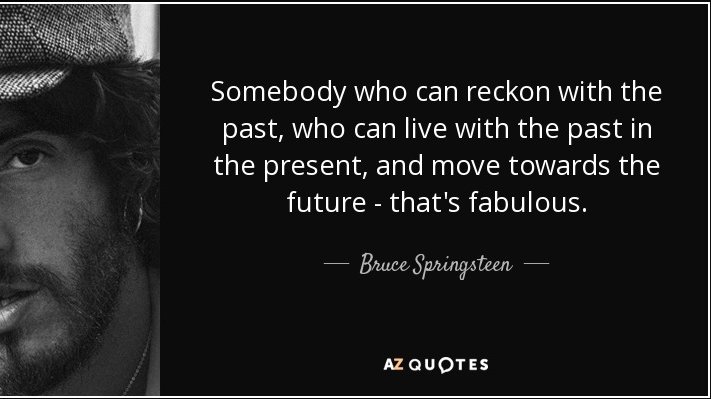 Somebody who can reckon with the
past, who can live with the past in
the present, and move towards the
future - that's fabulous.
Bruce Springsteen
AZ QUOTES